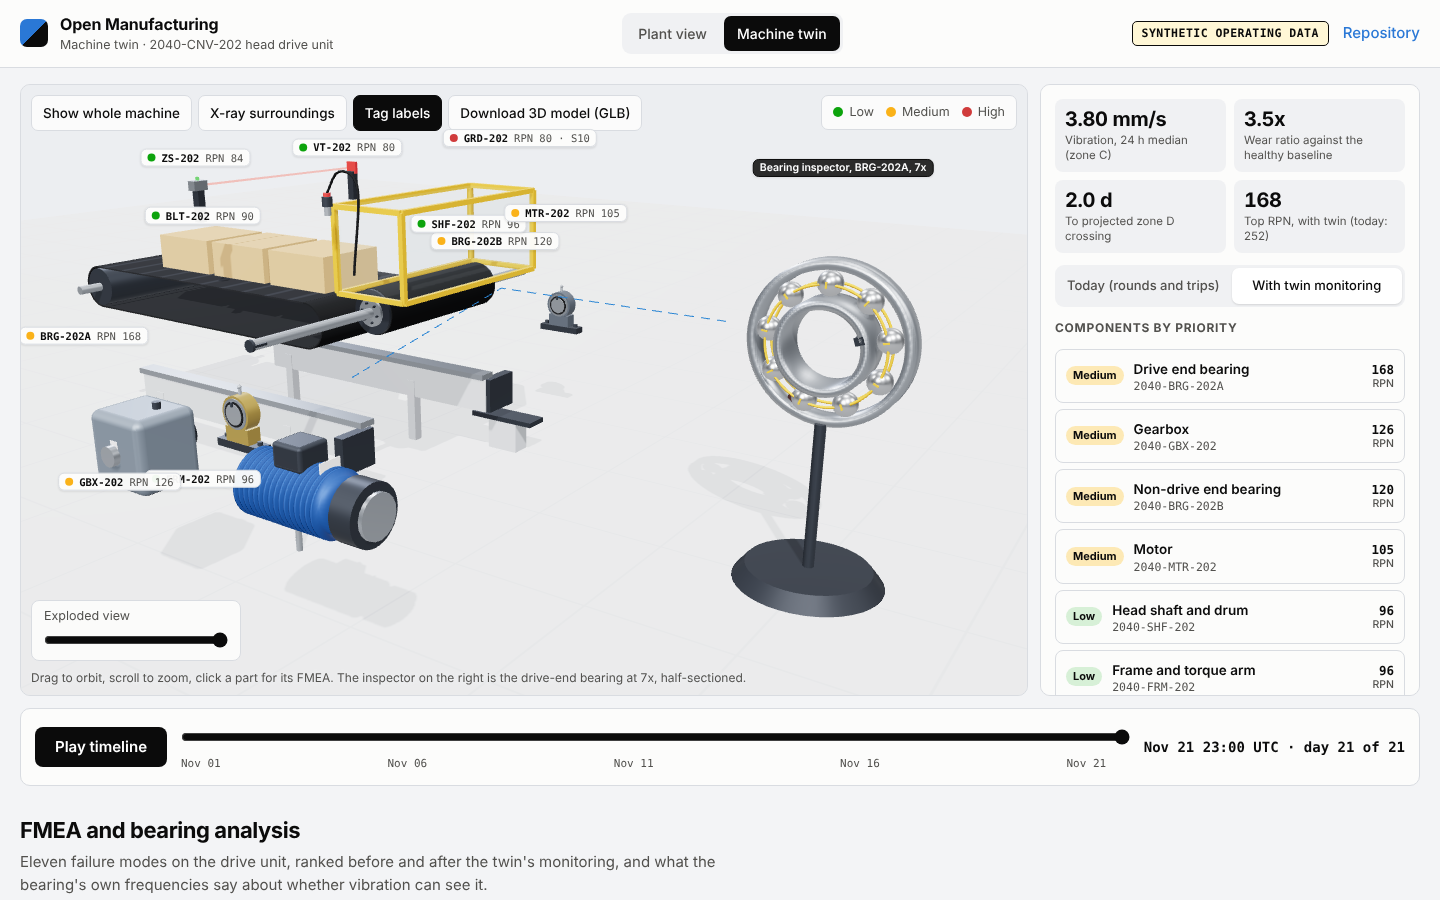 Open Manufacturing
Machine twin · 2040-CNV-202 head drive unit
Plant view
Machine twin
SYNTHETIC OPERATING DATA
Repository
Show whole machine
X-ray surroundings
Tag labels
Download 3D model (GLB)
Low
Medium
High
GRD-202 RPN 80 · S10
VT-202 RPN 80
ZS-202 RPN 84
Bearing inspector, BRG-202A, 7x
BLT-202 RPN 90
MTR-202 RPN 105
SHF-202 RPN 96
BRG-202B RPN 120
BRG-202A RPN 168
GBX-202 RPN 126
M-202 RPN 96
Exploded view
Drag to orbit, scroll to zoom, click a part for its FMEA. The inspector on the right is the drive-end bearing at 7x, half-sectioned.
3.80 mm/s
Vibration, 24 h median
(zone C)
3.5x
Wear ratio against the
healthy baseline
2.0 d
To projected zone D
crossing
168
Top RPN, with twin (today:
252)
Today (rounds and trips)
With twin monitoring
COMPONENTS BY PRIORITY
Medium
Drive end bearing
2040-BRG-202A
168
RPN
Medium
Gearbox
2040-GBX-202
126
RPN
Medium
Non-drive end bearing
2040-BRG-202B
120
RPN
Medium
Motor
2040-MTR-202
105
RPN
Low
Head shaft and drum
2040-SHF-202
96
RPN
Low
Frame and torque arm
2040-FRM-202
96
RPN
Play timeline
Nov 01
Nov 06
Nov 11
Nov 16
Nov 21
Nov 21 23:00 UTC · day 21 of 21
FMEA and bearing analysis
Eleven failure modes on the drive unit, ranked before and after the twin's monitoring, and what the
bearing's own frequencies say about whether vibration can see it.